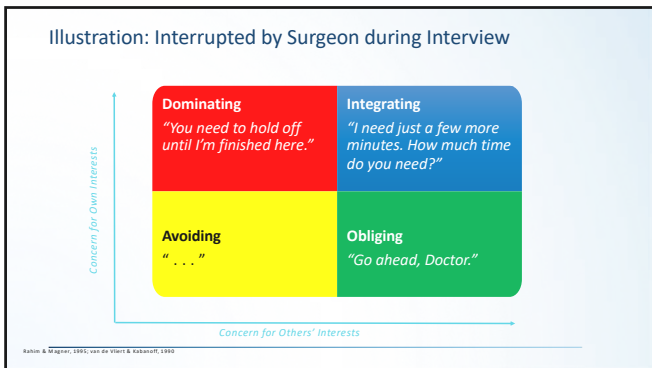 Illustration: Interrupted by Surgeon during Interview
Concern for Own Interests
Dominating
“You need to hold off
until I’m finished here.”
Integrating
“I need just a few more
minutes. How much time
do you need?”
Avoiding
“ . . . ”
Obliging
“Go ahead, Doctor.”
Concern for Others’ Interests
Rahim & Magner, 1995; van de Vliert & Kabanoff, 1990